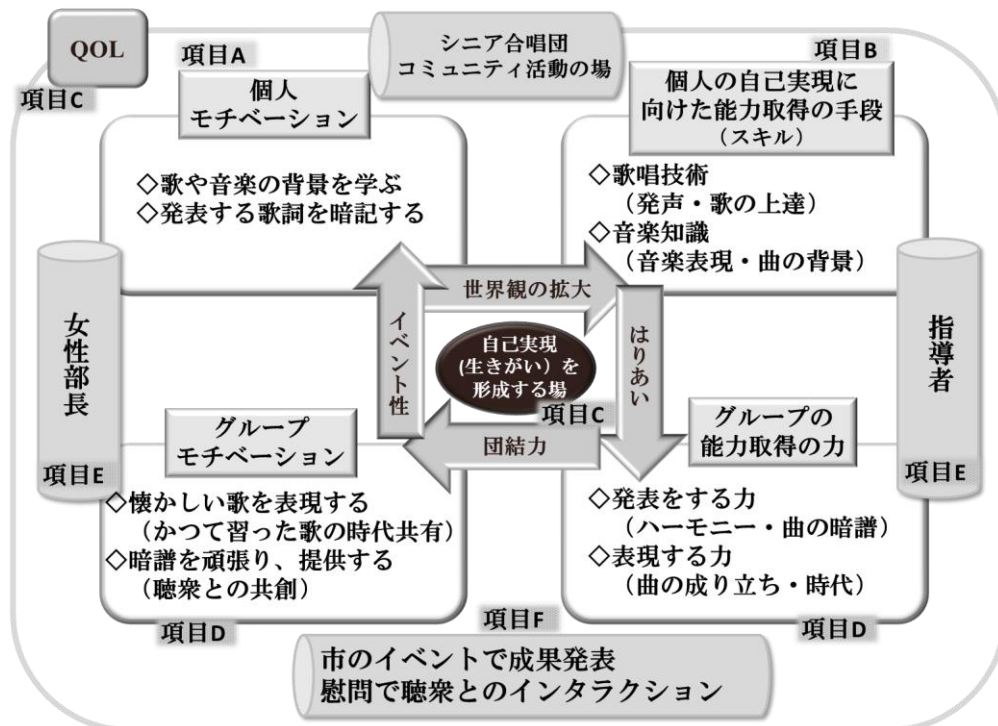 QOL
項目C
項目A
個人
モチベーション
シニア合唱団
コミュニティ活動の場
項目B
個人の自己実現に
向けた能力取得の手段
（スキル）
◇歌や音楽の背景を学ぶ
◇発表する歌詞を暗記する
◇歌唱技術
（発声・歌の上達）
◇音楽知識
（音楽表現・曲の背景）
女性部長
項目E
イベント性
世界観の拡大
はりあい
団結力
自己実現
(生きがい）を
形成する場
項目C
指導者
項目E
グループ
モチベーション
グループの
能力取得の力
◇懐かしい歌を表現する
（かつて習った歌の時代共有）
◇暗譜を頑張り、提供する
（聴衆との共創）
項目D
◇発表をする力
（ハーモニー・曲の暗譜）
◇表現する力
（曲の成り立ち・時代）
項目D
項目F
市のイベントで成果発表
慰問で聴衆とのインタラクション